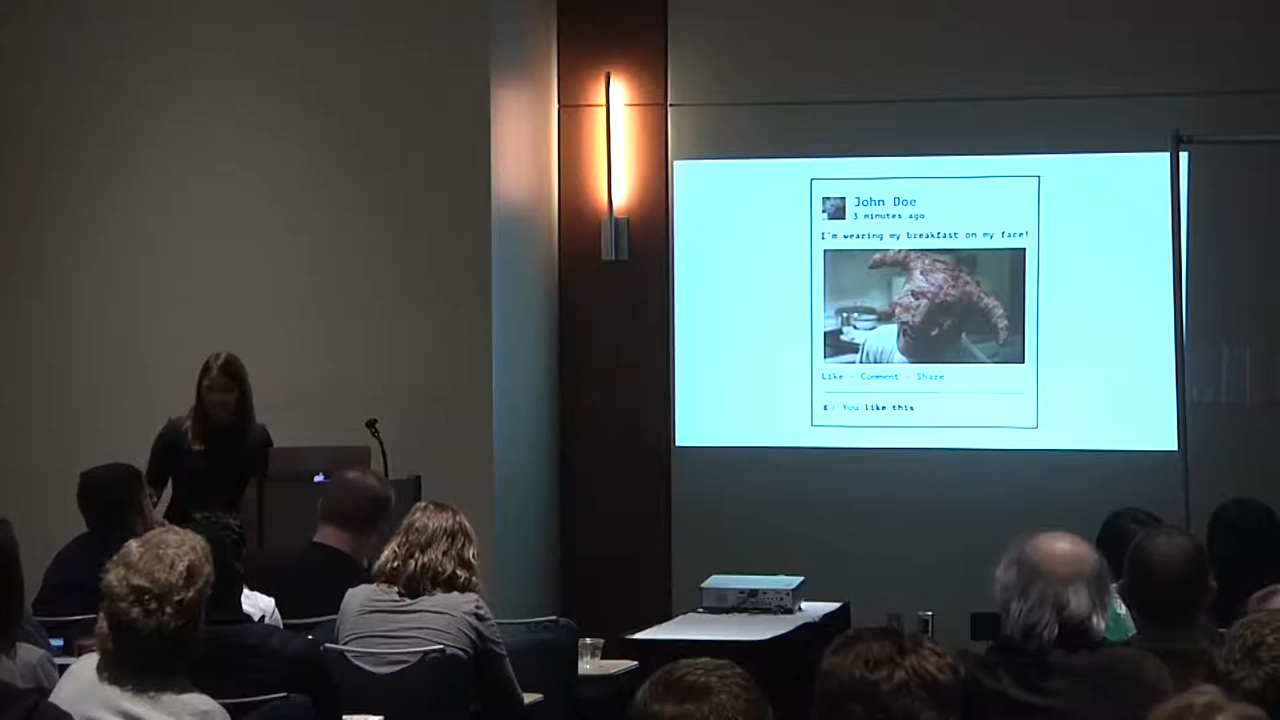 John Doe
3 minutes ago
I'm wearing my breakfast on my face!
Like · Comment · Share
You like this